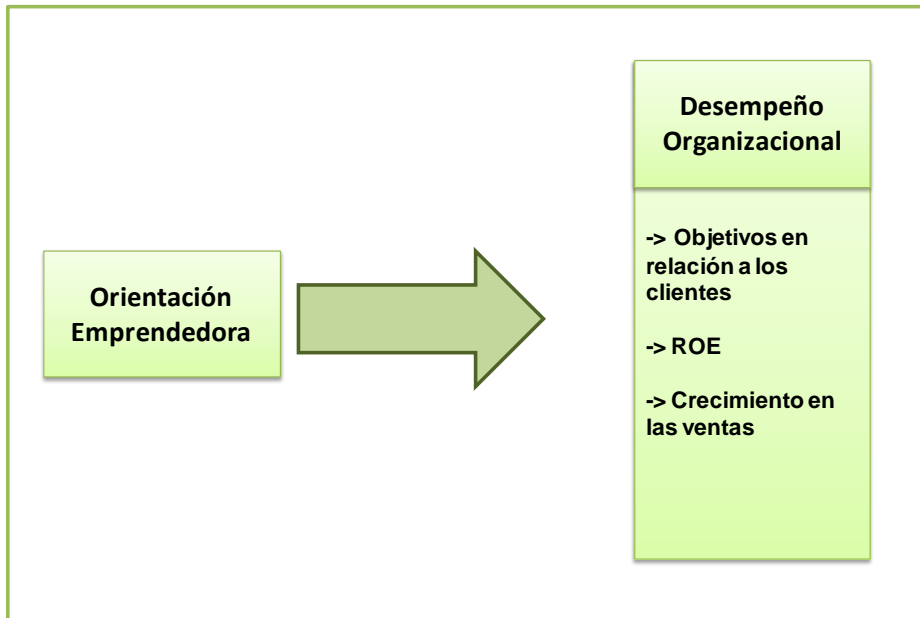 Orientación
Emprendedora
Desempeño
Organizacional
-> Objetivos en
relación a los
clientes
-> ROE
-> Crecimiento en
las ventas